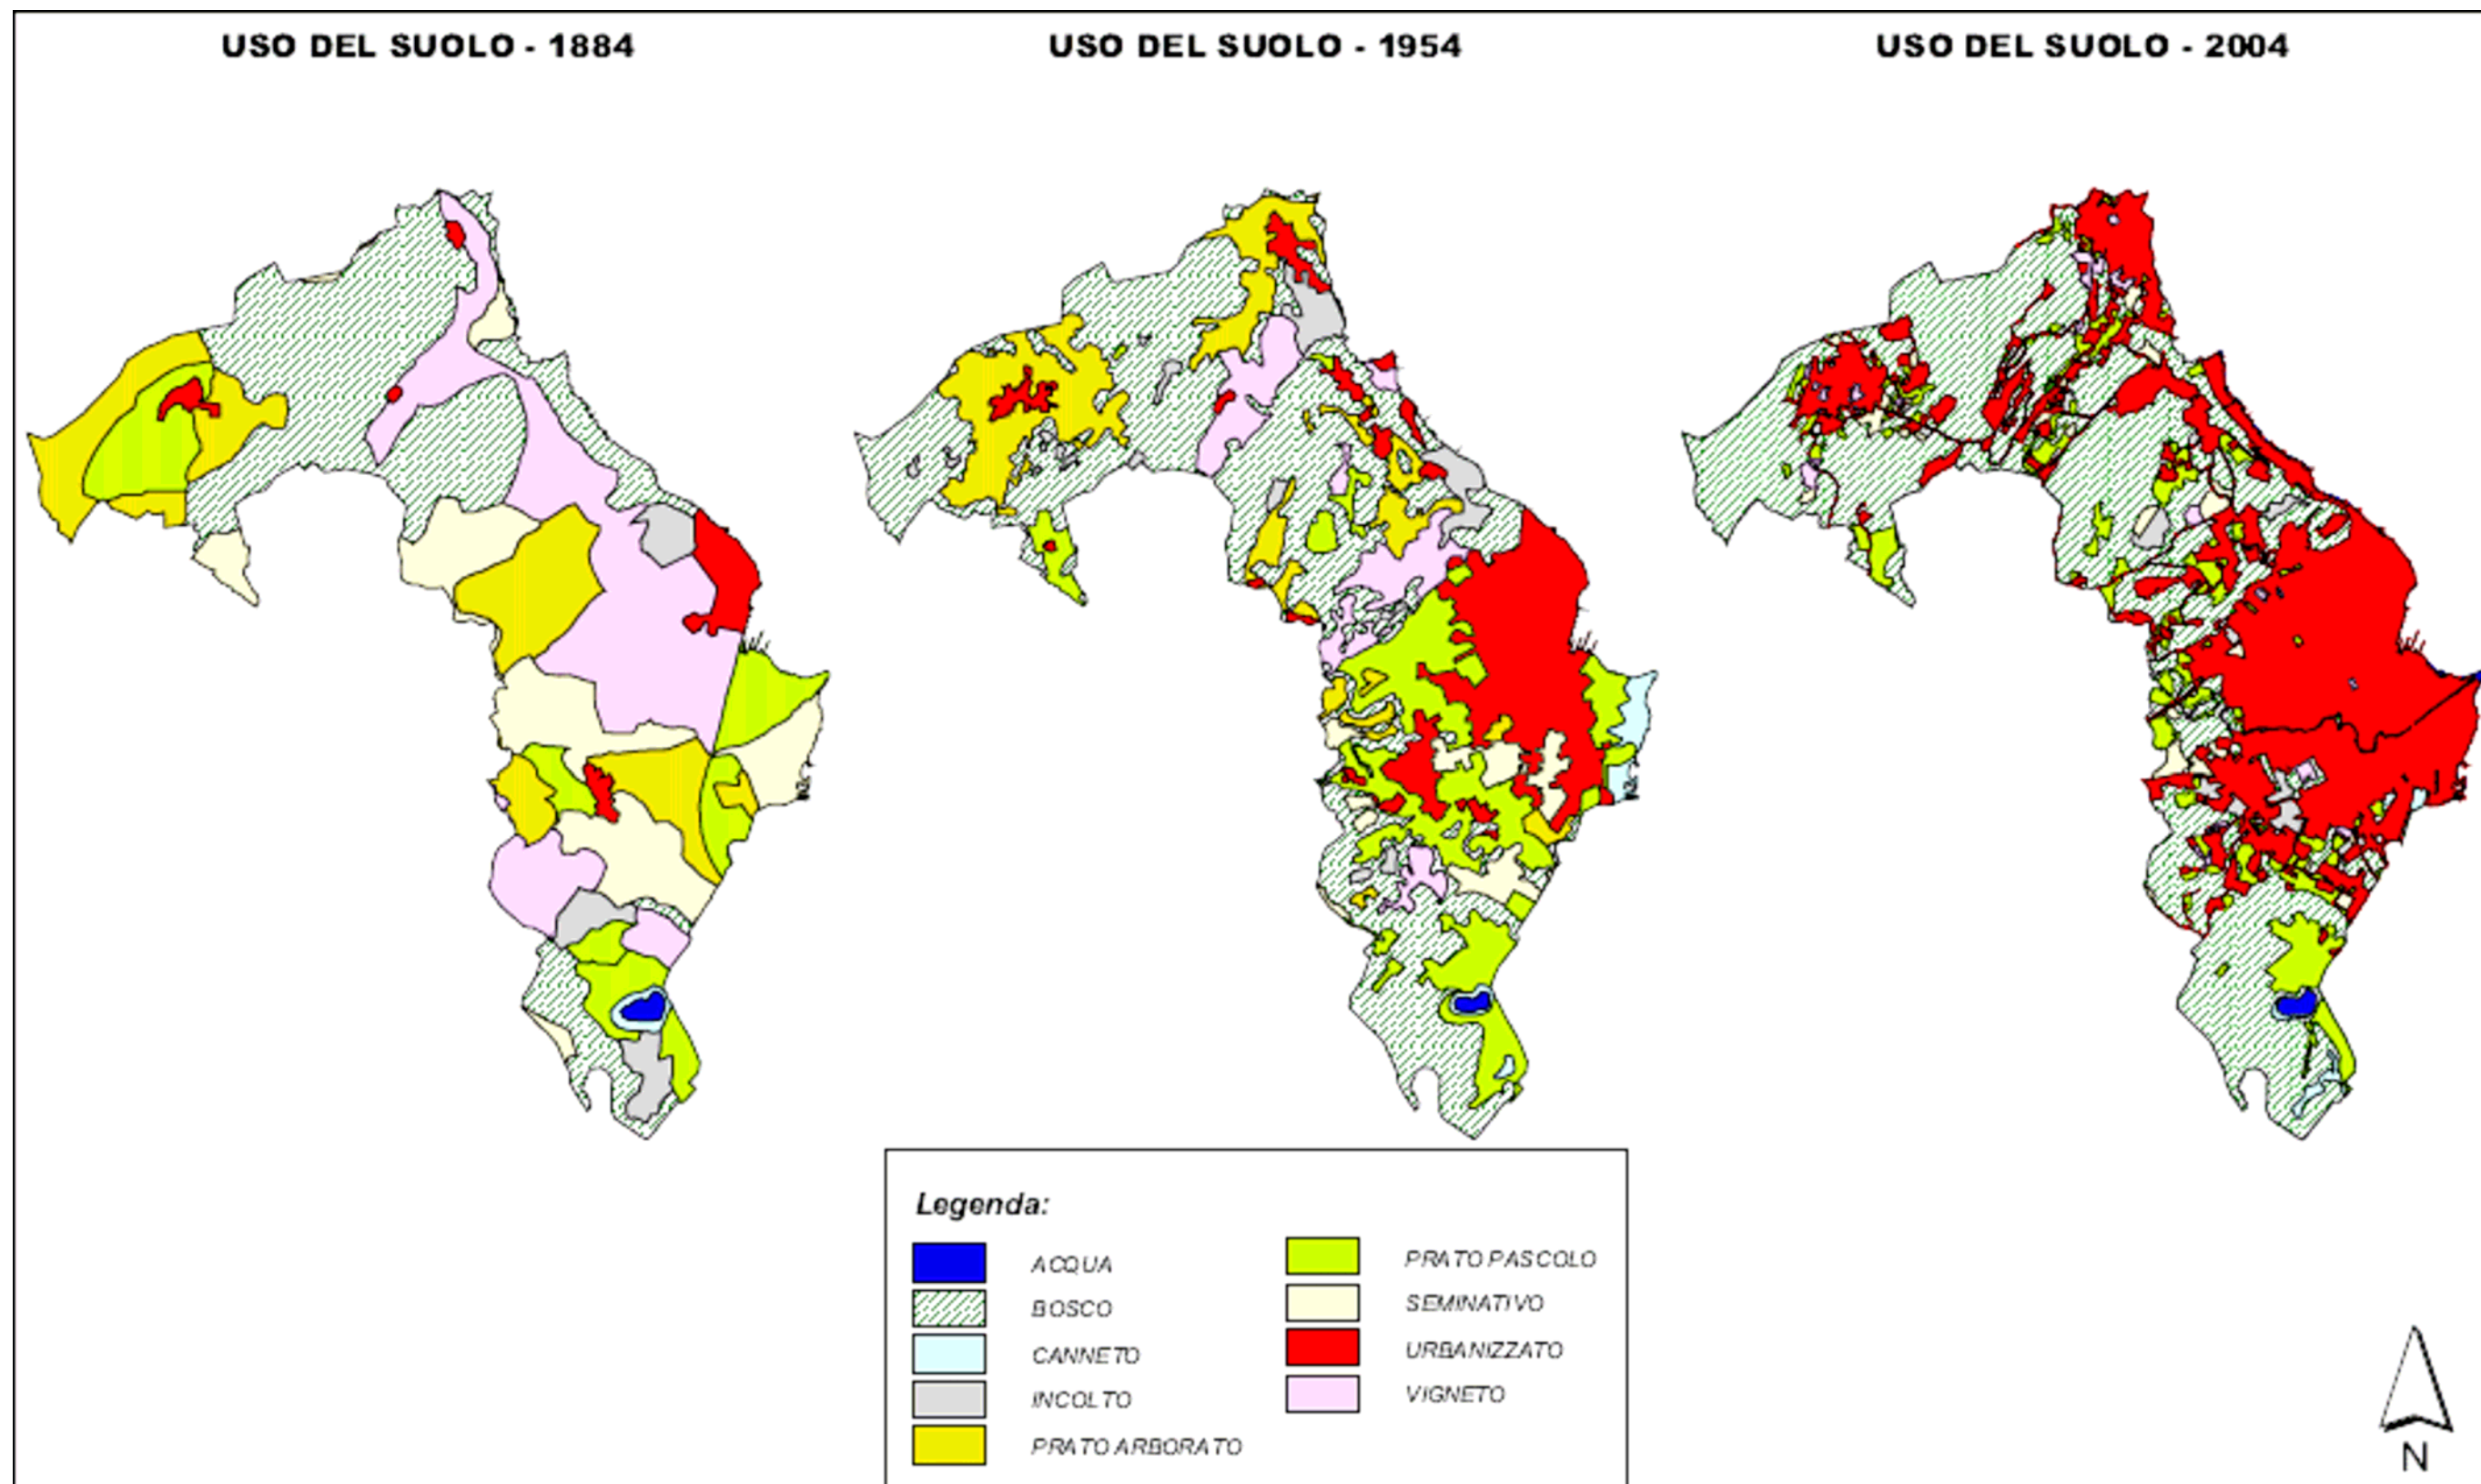 USO DEL SUOLO - 1884
USO DEL SUOLO - 1954
USO DEL SUOLO - 2004
Legenda:
ACQUA
BOSCO
CANNETO
INCOLTO
PRATO ARBORATO
PRATO PASCOLO
SEMINATIVO
URBANIZZATO
VIGNETO
N